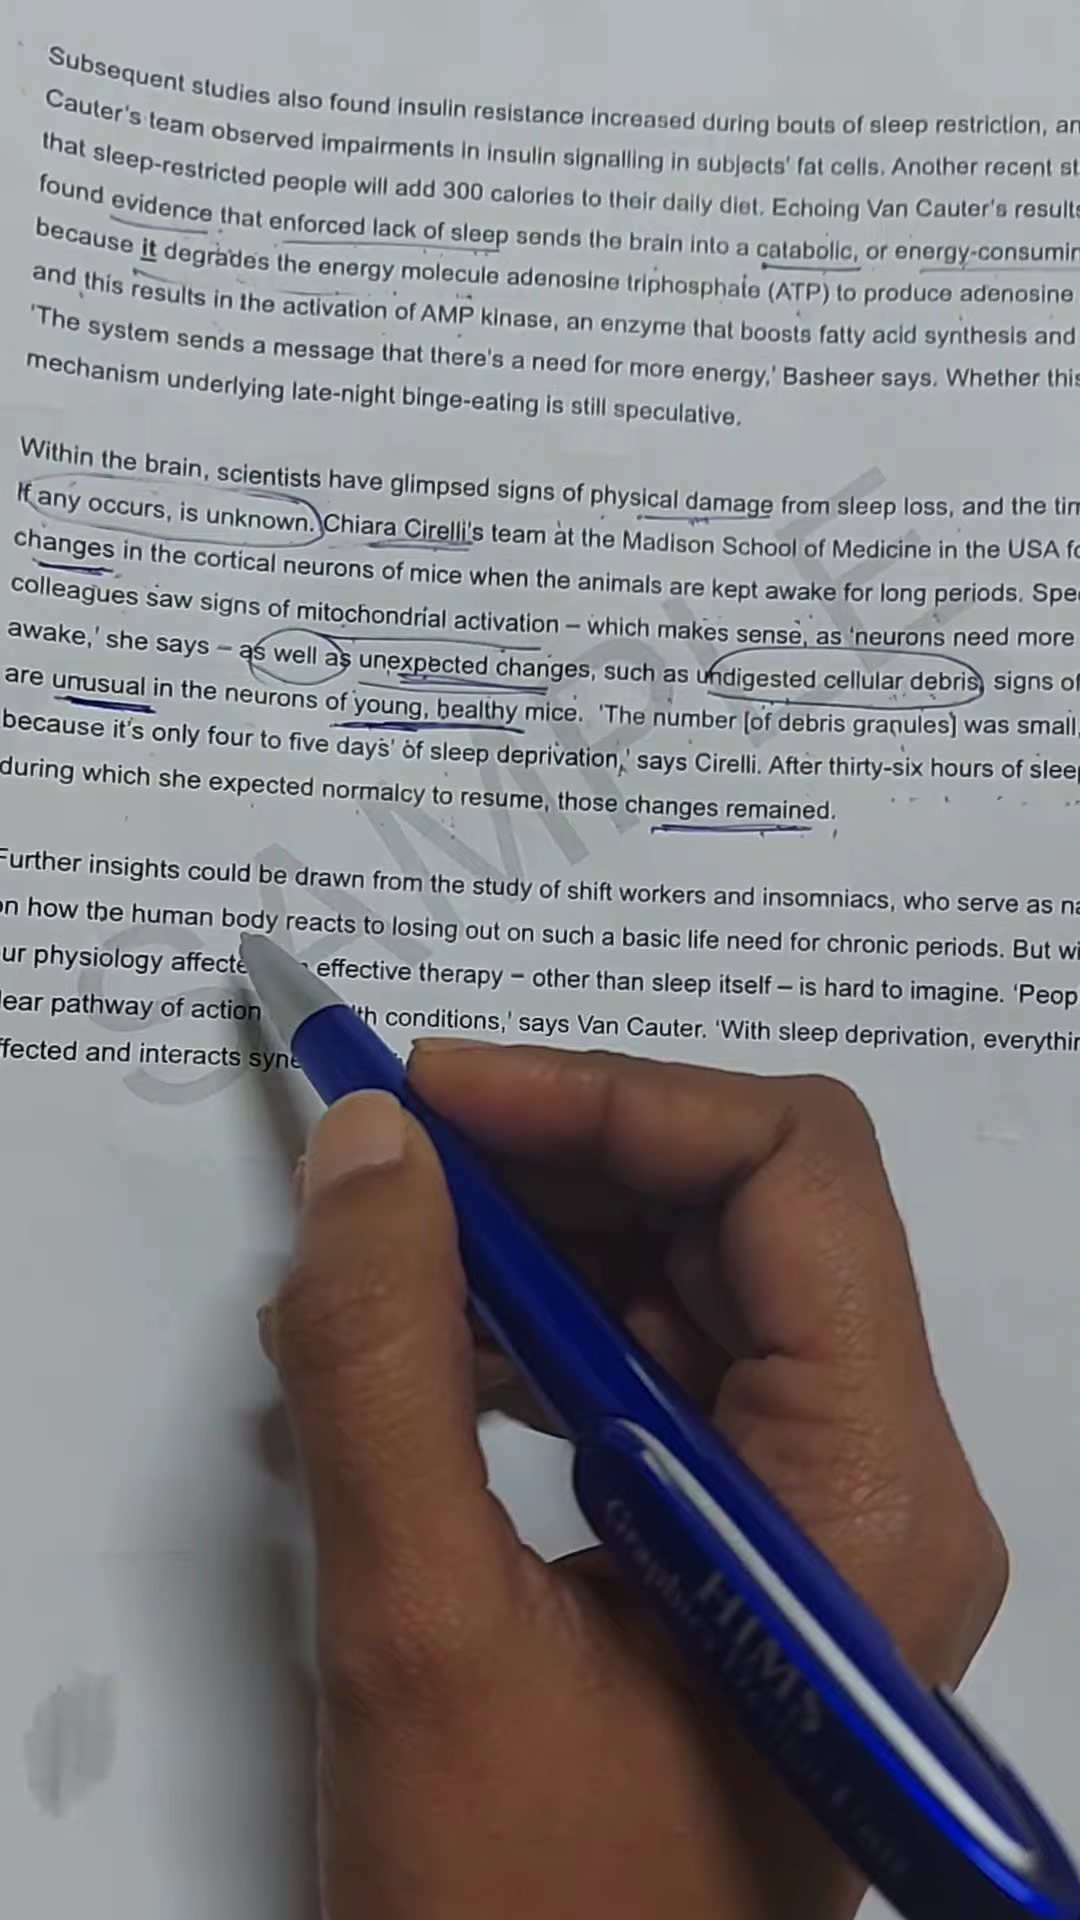 Subsequent studies also found insulin resistance increased during bouts of sleep restriction, an
Cauter's team observed impairments in insulin signalling in subjects' fat cells. Another recent st
that sleep-restricted people will add 300 calories to their daily diet. Echoing Van Cauter's results
found evidence that enforced lack of sleep sends the brain into a catabolic, or energy-consumin
because it degrades the energy molecule adenosine triphosphate (ATP) to produce adenosine
and this results in the activation of AMP kinase, an enzyme that boosts fatty acid synthesis and
'The system sends a message that there's a need for more energy,' Basheer says. Whether this
mechanism underlying late-night binge-eating is still speculative.
Within the brain, scientists have glimpsed signs of physical damage from sleep loss, and the tim
If any occurs, is unknown. Chiara Cirelli's team at the Madison School of Medicine in the USA fo
changes in the cortical neurons of mice when the animals are kept awake for long periods. Spe
colleagues saw signs of mitochondrial activation – which makes sense, as 'neurons need more
awake,' she says – as well as unexpected changes, such as undigested cellular debris, signs of
are unusual in the neurons of young, healthy mice. 'The number [of debris granules] was small,
because it's only four to five days' of sleep deprivation,' says Cirelli. After thirty-six hours of sleep
during which she expected normalcy to resume, those changes remained.
Further insights could be drawn from the study of shift workers and insomniacs, who serve as na
on how the human body reacts to losing out on such a basic life need for chronic periods. But wi
ur physiology affecte effective therapy – other than sleep itself – is hard to imagine. 'Peop
lear pathway of action lth conditions,' says Van Cauter. 'With sleep deprivation, everythin
ffected and interacts syne
SAMPLE
HIMS